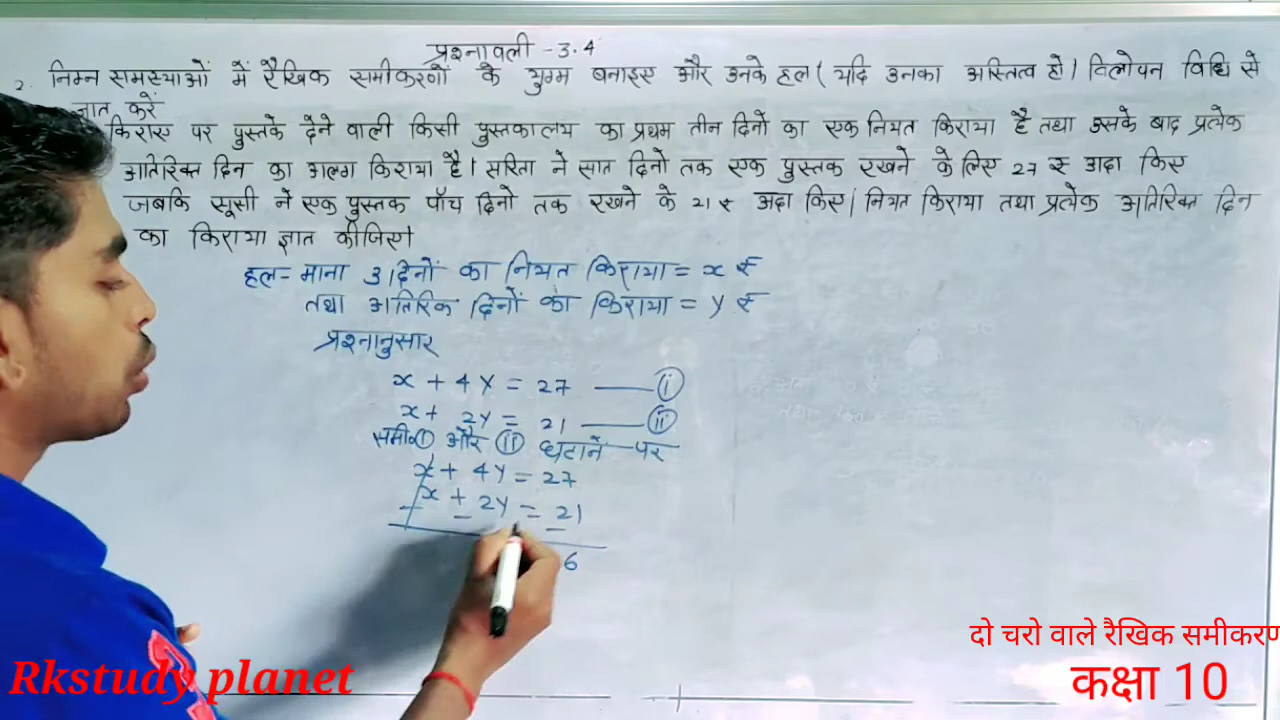 प्रश्नावली - 3.4
2. निम्न समस्याओं में रैखिक समीकरणों के युग्म बनाइए और उनके हल ( यदि उनका अस्तित्व हो । विलोपन विधि से
ज्ञात करें
किराए पर पुस्तके देने वाली किसी पुस्तकालय का प्रथम तीन दिनों का एक नियत किराया है तथा उसके बाद प्रत्येक
अतिरिक्त दिन का अलग किराया है। सरिता ने सात दिनो तक एक पुस्तक रखने के लिए 27 ₹ अदा किए
जबकि सूसी नें एक पुस्तक पाँच दिनो तक रखने के 21 ₹ अदा किए। नियत किराया तथा प्रत्येक अतिरिक्त दिन
का किराया ज्ञात कीजिए।
हल - माना 3 दिनों का नियत किराया = x ₹
तथा अतिरिक दिनों का किराया = y ₹
प्रश्नानुसार
x + 4y = 27 — (i)
x + 2y = 21 — (ii)
समी० (i) और (ii) घटानें पर
x + 4y = 27
x + 2y = 21
- - -
6
दो चरो वाले रैखिक समीकरण
Rkstudy planet
कक्षा 10